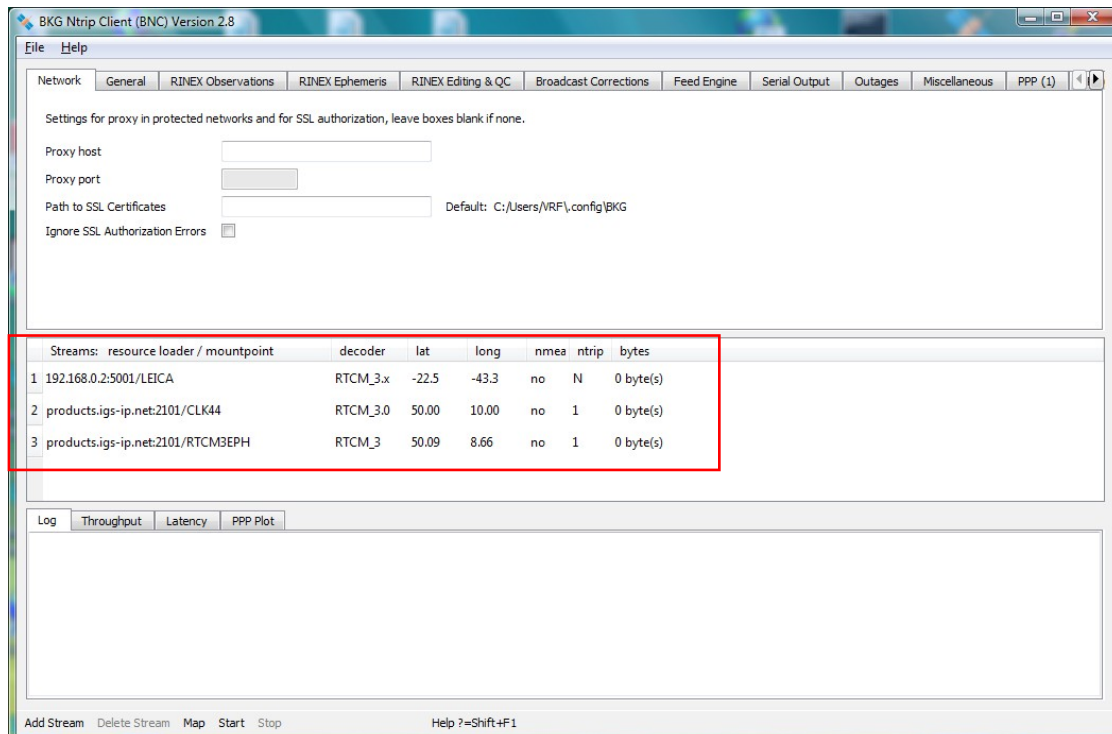 BKG Ntrip Client (BNC) Version 2.8
File Help
Network General RINEX Observations RINEX Ephemeris RINEX Editing & QC Broadcast Corrections Feed Engine Serial Output Outages Miscellaneous PPP (1)
Settings for proxy in protected networks and for SSL authorization, leave boxes blank if none.
Proxy host
Proxy port
Path to SSL Certificates Default: C:/Users/VRF\.config\BKG
Ignore SSL Authorization Errors
Streams: resource loader / mountpoint decoder lat long nmea ntrip bytes
1 192.168.0.2:5001/LEICA RTCM_3.x -22.5 -43.3 no N 0 byte(s)
2 products.igs-ip.net:2101/CLK44 RTCM_3.0 50.00 10.00 no 1 0 byte(s)
3 products.igs-ip.net:2101/RTCM3EPH RTCM_3 50.09 8.66 no 1 0 byte(s)
Log Throughput Latency PPP Plot
Add Stream Delete Stream Map Start Stop Help ?=Shift+F1